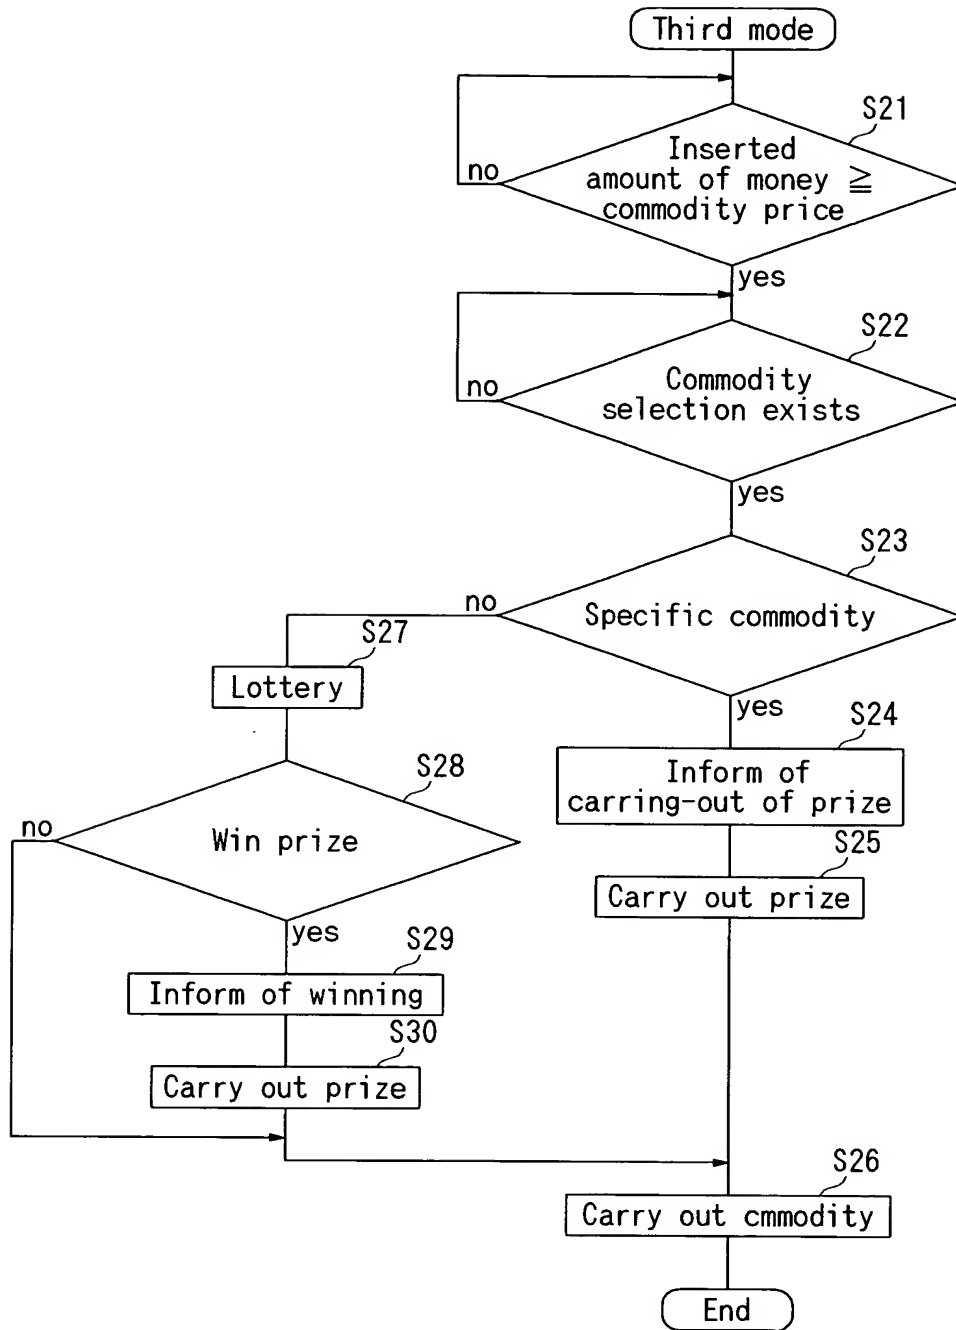 Third mode
S21
Inserted
amount of money ≧
commodity price
no
yes
S22
Commodity
selection exists
no
yes
S23
Specific commodity
no
yes
S27
Lottery
S24
Inform of
carring-out of prize
S28
Win prize
no
yes
S25
Carry out prize
S29
Inform of winning
S30
Carry out prize
S26
Carry out cmmodity
End